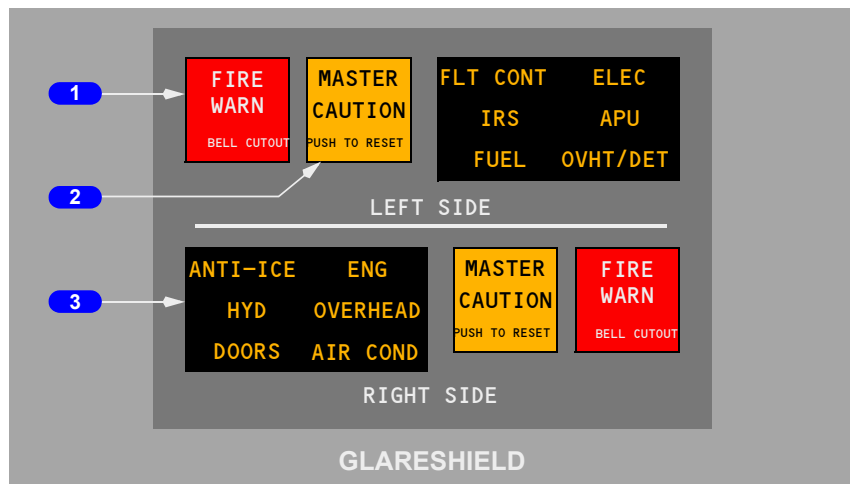 1
FIRE
WARN
BELL CUTOUT
MASTER
CAUTION
PUSH TO RESET
FLT CONT ELEC
IRS APU
FUEL OVHT/DET
2
LEFT SIDE
3
ANTI-ICE ENG
HYD OVERHEAD
DOORS AIR COND
MASTER
CAUTION
PUSH TO RESET
FIRE
WARN
BELL CUTOUT
RIGHT SIDE
GLARESHIELD